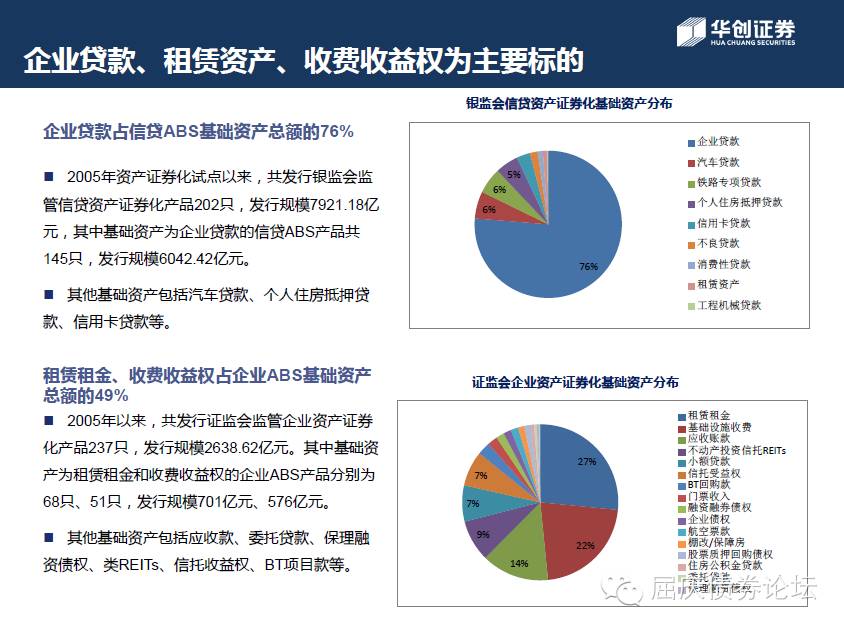 华创证券
HUA CHUANG SECURITIES
企业贷款、租赁资产、收费收益权为主要标的
企业贷款占信贷ABS基础资产总额的76%
■ 2005年资产证券化试点以来，共发行银监会监
管信贷资产证券化产品202只，发行规模7921.18亿
元，其中基础资产为企业贷款的信贷ABS产品共
145只，发行规模6042.42亿元。
■ 其他基础资产包括汽车贷款、个人住房抵押贷
款、信用卡贷款等。
租赁租金、收费收益权占企业ABS基础资产
总额的49%
■ 2005年以来，共发行证监会监管企业资产证券
化产品237只，发行规模2638.62亿元。其中基础资
产为租赁租金和收费收益权的企业ABS产品分别为
68只、51只，发行规模701亿元、576亿元。
■ 其他基础资产包括应收款、委托贷款、保理融
资债权、类REITs、信托收益权、BT项目款等。
银监会信贷资产证券化基础资产分布
5%
6%
6%
76%
企业贷款
汽车贷款
铁路专项贷款
个人住房抵押贷款
信用卡贷款
不良贷款
消费性贷款
租赁资产
工程机械贷款
证监会企业资产证券化基础资产分布
27%
7%
7%
9%
22%
14%
租赁租金
基础设施收费
应收账款
不动产投资信托REITs
小额贷款
信托受益权
BT回购款
门票收入
融资融券债权
企业债权
航空票款
棚改/保障房
股票质押回购债权
住房公积金贷款
委托贷款
保理融资债权
屈庆债券论坛